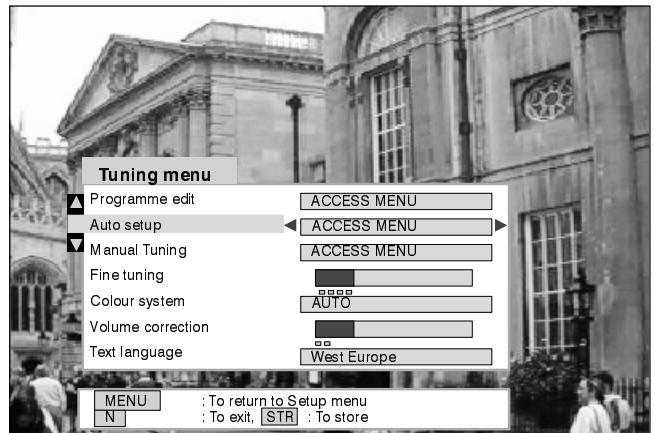 Tuning menu
Programme edit ACCESS MENU
Auto setup ACCESS MENU
Manual Tuning ACCESS MENU
Fine tuning
Colour system AUTO
Volume correction
Text language West Europe
MENU : To return to Setup menu
N : To exit, STR : To store